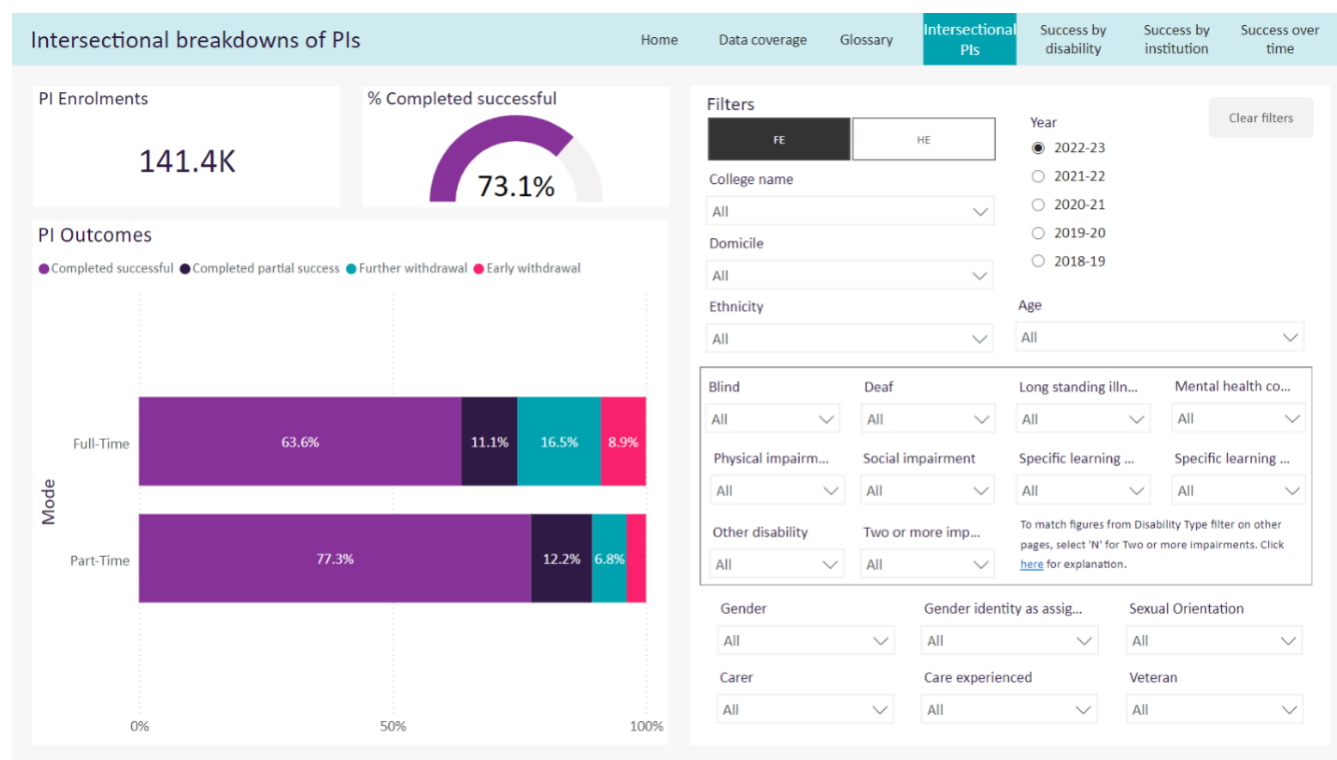 Intersectional breakdowns of PIs
Home
Data coverage
Glossary
Intersectional
PIs
Success by
disability
Success by
institution
Success over
time
PI Enrolments
141.4K
% Completed successful
73.1%
PI Outcomes
Completed successful Completed partial success Further withdrawal Early withdrawal
Mode
Full-Time
63.6% 11.1% 16.5% 8.9%
Part-Time
77.3% 12.2% 6.8%
0% 50% 100%
Filters
FE
HE
Year
Clear filters
2022-23
2021-22
2020-21
2019-20
2018-19
College name
All
Domicile
All
Ethnicity
All
Age
All
Blind
All
Deaf
All
Long standing illn...
All
Mental health co...
All
Physical impairm...
All
Social impairment
All
Specific learning ...
All
Specific learning ...
All
Other disability
All
Two or more imp...
All
To match figures from Disability Type filter on other
pages, select 'N' for Two or more impairments. Click
here for explanation.
Gender
All
Gender identity as assig...
All
Sexual Orientation
All
Carer
All
Care experienced
All
Veteran
All